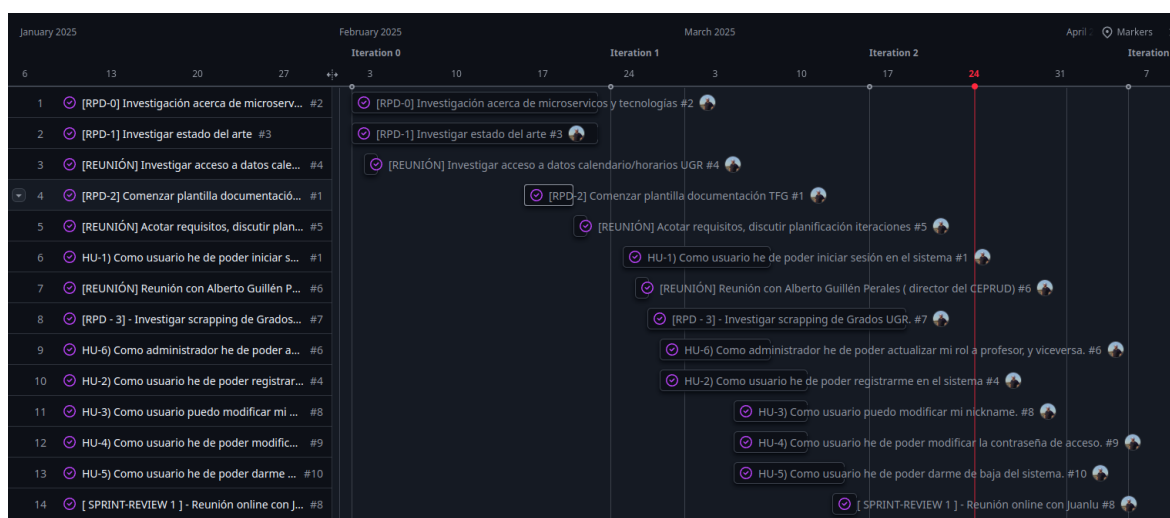 January 2025 February 2025 March 2025 April Markers
Iteration 0 Iteration 1 Iteration 2 Iteration
6 13 20 27 3 10 17 24 3 10 17 24 31 7
1 [RPD-0] Investigación acerca de microserv... #2 [RPD-0] Investigación acerca de microservicos y tecnologías #2
2 [RPD-1] Investigar estado del arte #3 [RPD-1] Investigar estado del arte #3
3 [REUNIÓN] Investigar acceso a datos cale... #4 [REUNIÓN] Investigar acceso a datos calendario/horarios UGR #4
4 [RPD-2] Comenzar plantilla documentació... #1 [RPD-2] Comenzar plantilla documentación TFG #1
5 [REUNIÓN] Acotar requisitos, discutir plan... #5 [REUNIÓN] Acotar requisitos, discutir planificación iteraciones #5
6 HU-1) Como usuario he de poder iniciar s... #1 HU-1) Como usuario he de poder iniciar sesión en el sistema #1
7 [REUNIÓN] Reunión con Alberto Guillén P... #6 [REUNIÓN] Reunión con Alberto Guillén Perales ( director del CEPRUD) #6
8 [RPD - 3] - Investigar scrapping de Grados... #7 [RPD - 3] - Investigar scrapping de Grados UGR. #7
9 HU-6) Como administrador he de poder a... #6 HU-6) Como administrador he de poder actualizar mi rol a profesor, y viceversa. #6
10 HU-2) Como usuario he de poder registrar... #4 HU-2) Como usuario he de poder registrarme en el sistema #4
11 HU-3) Como usuario puedo modificar mi ... #8 HU-3) Como usuario puedo modificar mi nickname. #8
12 HU-4) Como usuario he de poder modific... #9 HU-4) Como usuario he de poder modificar la contraseña de acceso. #9
13 HU-5) Como usuario he de poder darme ... #10 HU-5) Como usuario he de poder darme de baja del sistema. #10
14 [ SPRINT-REVIEW 1 ] - Reunión online con J... #8 [ SPRINT-REVIEW 1 ] - Reunión online con Juanlu #8